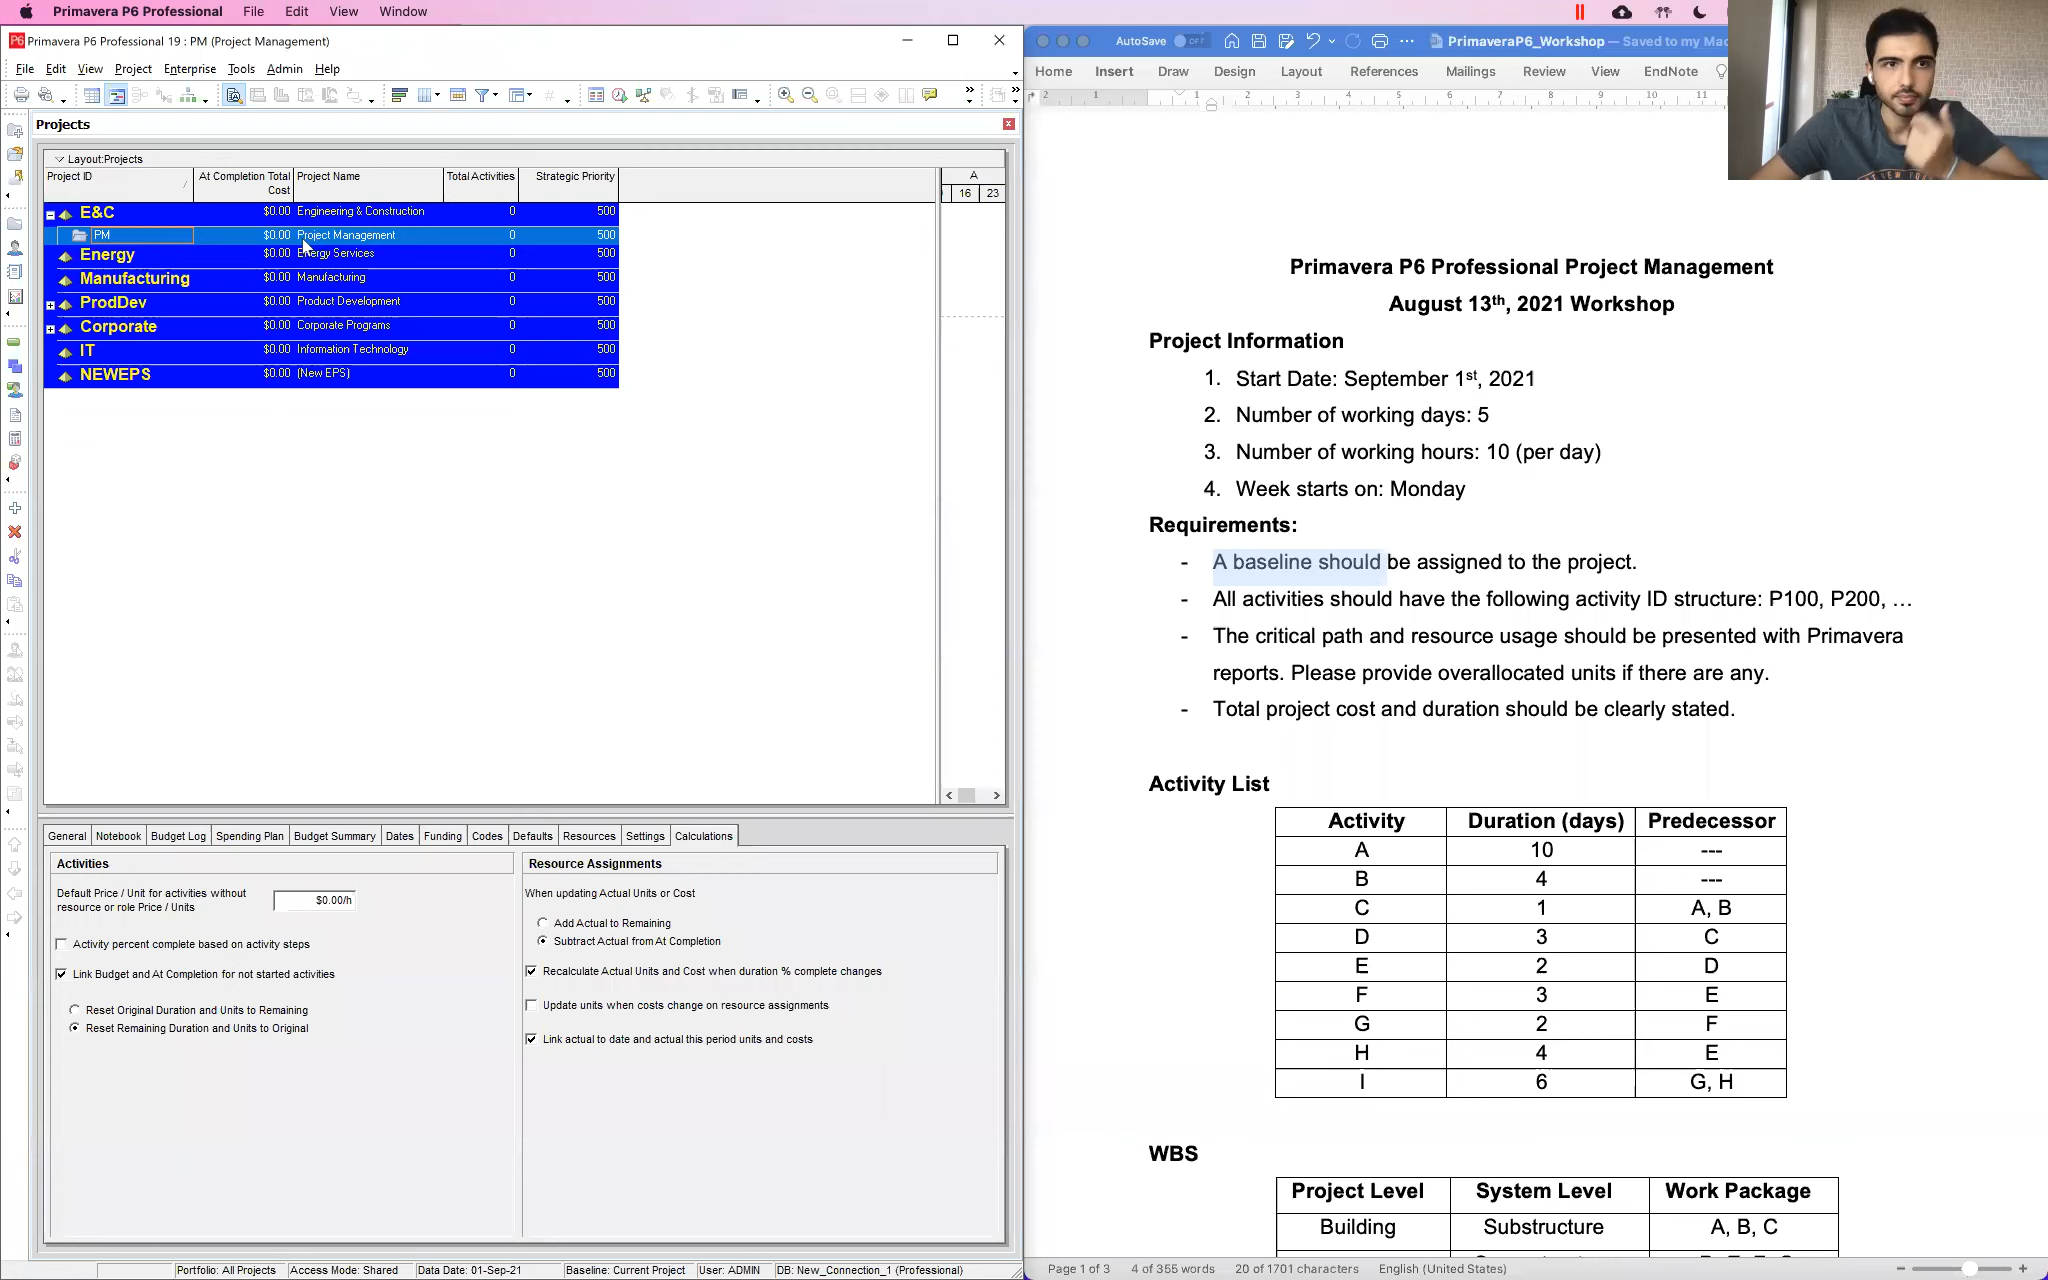 Primavera P6 Professional File Edit View Window
P6 Primavera P6 Professional 19 : PM (Project Management)
File Edit View Project Enterprise Tools Admin Help
Projects
Layout:Projects
Project ID At Completion Total Cost Project Name Total Activities Strategic Priority A
16 23
E&C $0.00 Engineering & Construction 0 500
PM $0.00 Project Management 0 500
Energy $0.00 Energy Services 0 500
Manufacturing $0.00 Manufacturing 0 500
ProdDev $0.00 Product Development 0 500
Corporate $0.00 Corporate Programs 0 500
IT $0.00 Information Technology 0 500
NEWEPS $0.00 (New EPS) 0 500
General Notebook Budget Log Spending Plan Budget Summary Dates Funding Codes Defaults Resources Settings Calculations
Activities
Default Price / Unit for activities without
resource or role Price / Units
$0.00/h
Activity percent complete based on activity steps
Link Budget and At Completion for not started activities
Reset Original Duration and Units to Remaining
Reset Remaining Duration and Units to Original
Resource Assignments
When updating Actual Units or Cost
Add Actual to Remaining
Subtract Actual from At Completion
Recalculate Actual Units and Cost when duration % complete changes
Update units when costs change on resource assignments
Link actual to date and actual this period units and costs
Portfolio: All Projects Access Mode: Shared Data Date: 01-Sep-21 Baseline: Current Project User: ADMIN DB: New_Connection_1 (Professional)
AutoSave OFF PrimaveraP6_Workshop — Saved to my Mac
Home Insert Draw Design Layout References Mailings Review View EndNote
2 1 1 2 3 4 5 6 7 8 9 10 11
Primavera P6 Professional Project Management
August 13th, 2021 Workshop
Project Information
1. Start Date: September 1st, 2021
2. Number of working days: 5
3. Number of working hours: 10 (per day)
4. Week starts on: Monday
Requirements:
- A baseline should be assigned to the project.
- All activities should have the following activity ID structure: P100, P200, …
- The critical path and resource usage should be presented with Primavera
reports. Please provide overallocated units if there are any.
- Total project cost and duration should be clearly stated.
Activity List
Activity Duration (days) Predecessor
A 10 ---
B 4 ---
C 1 A, B
D 3 C
E 2 D
F 3 E
G 2 F
H 4 E
I 6 G, H
WBS
Project Level System Level Work Package
Building Substructure A, B, C
Page 1 of 3 4 of 355 words 20 of 1701 characters English (United States)